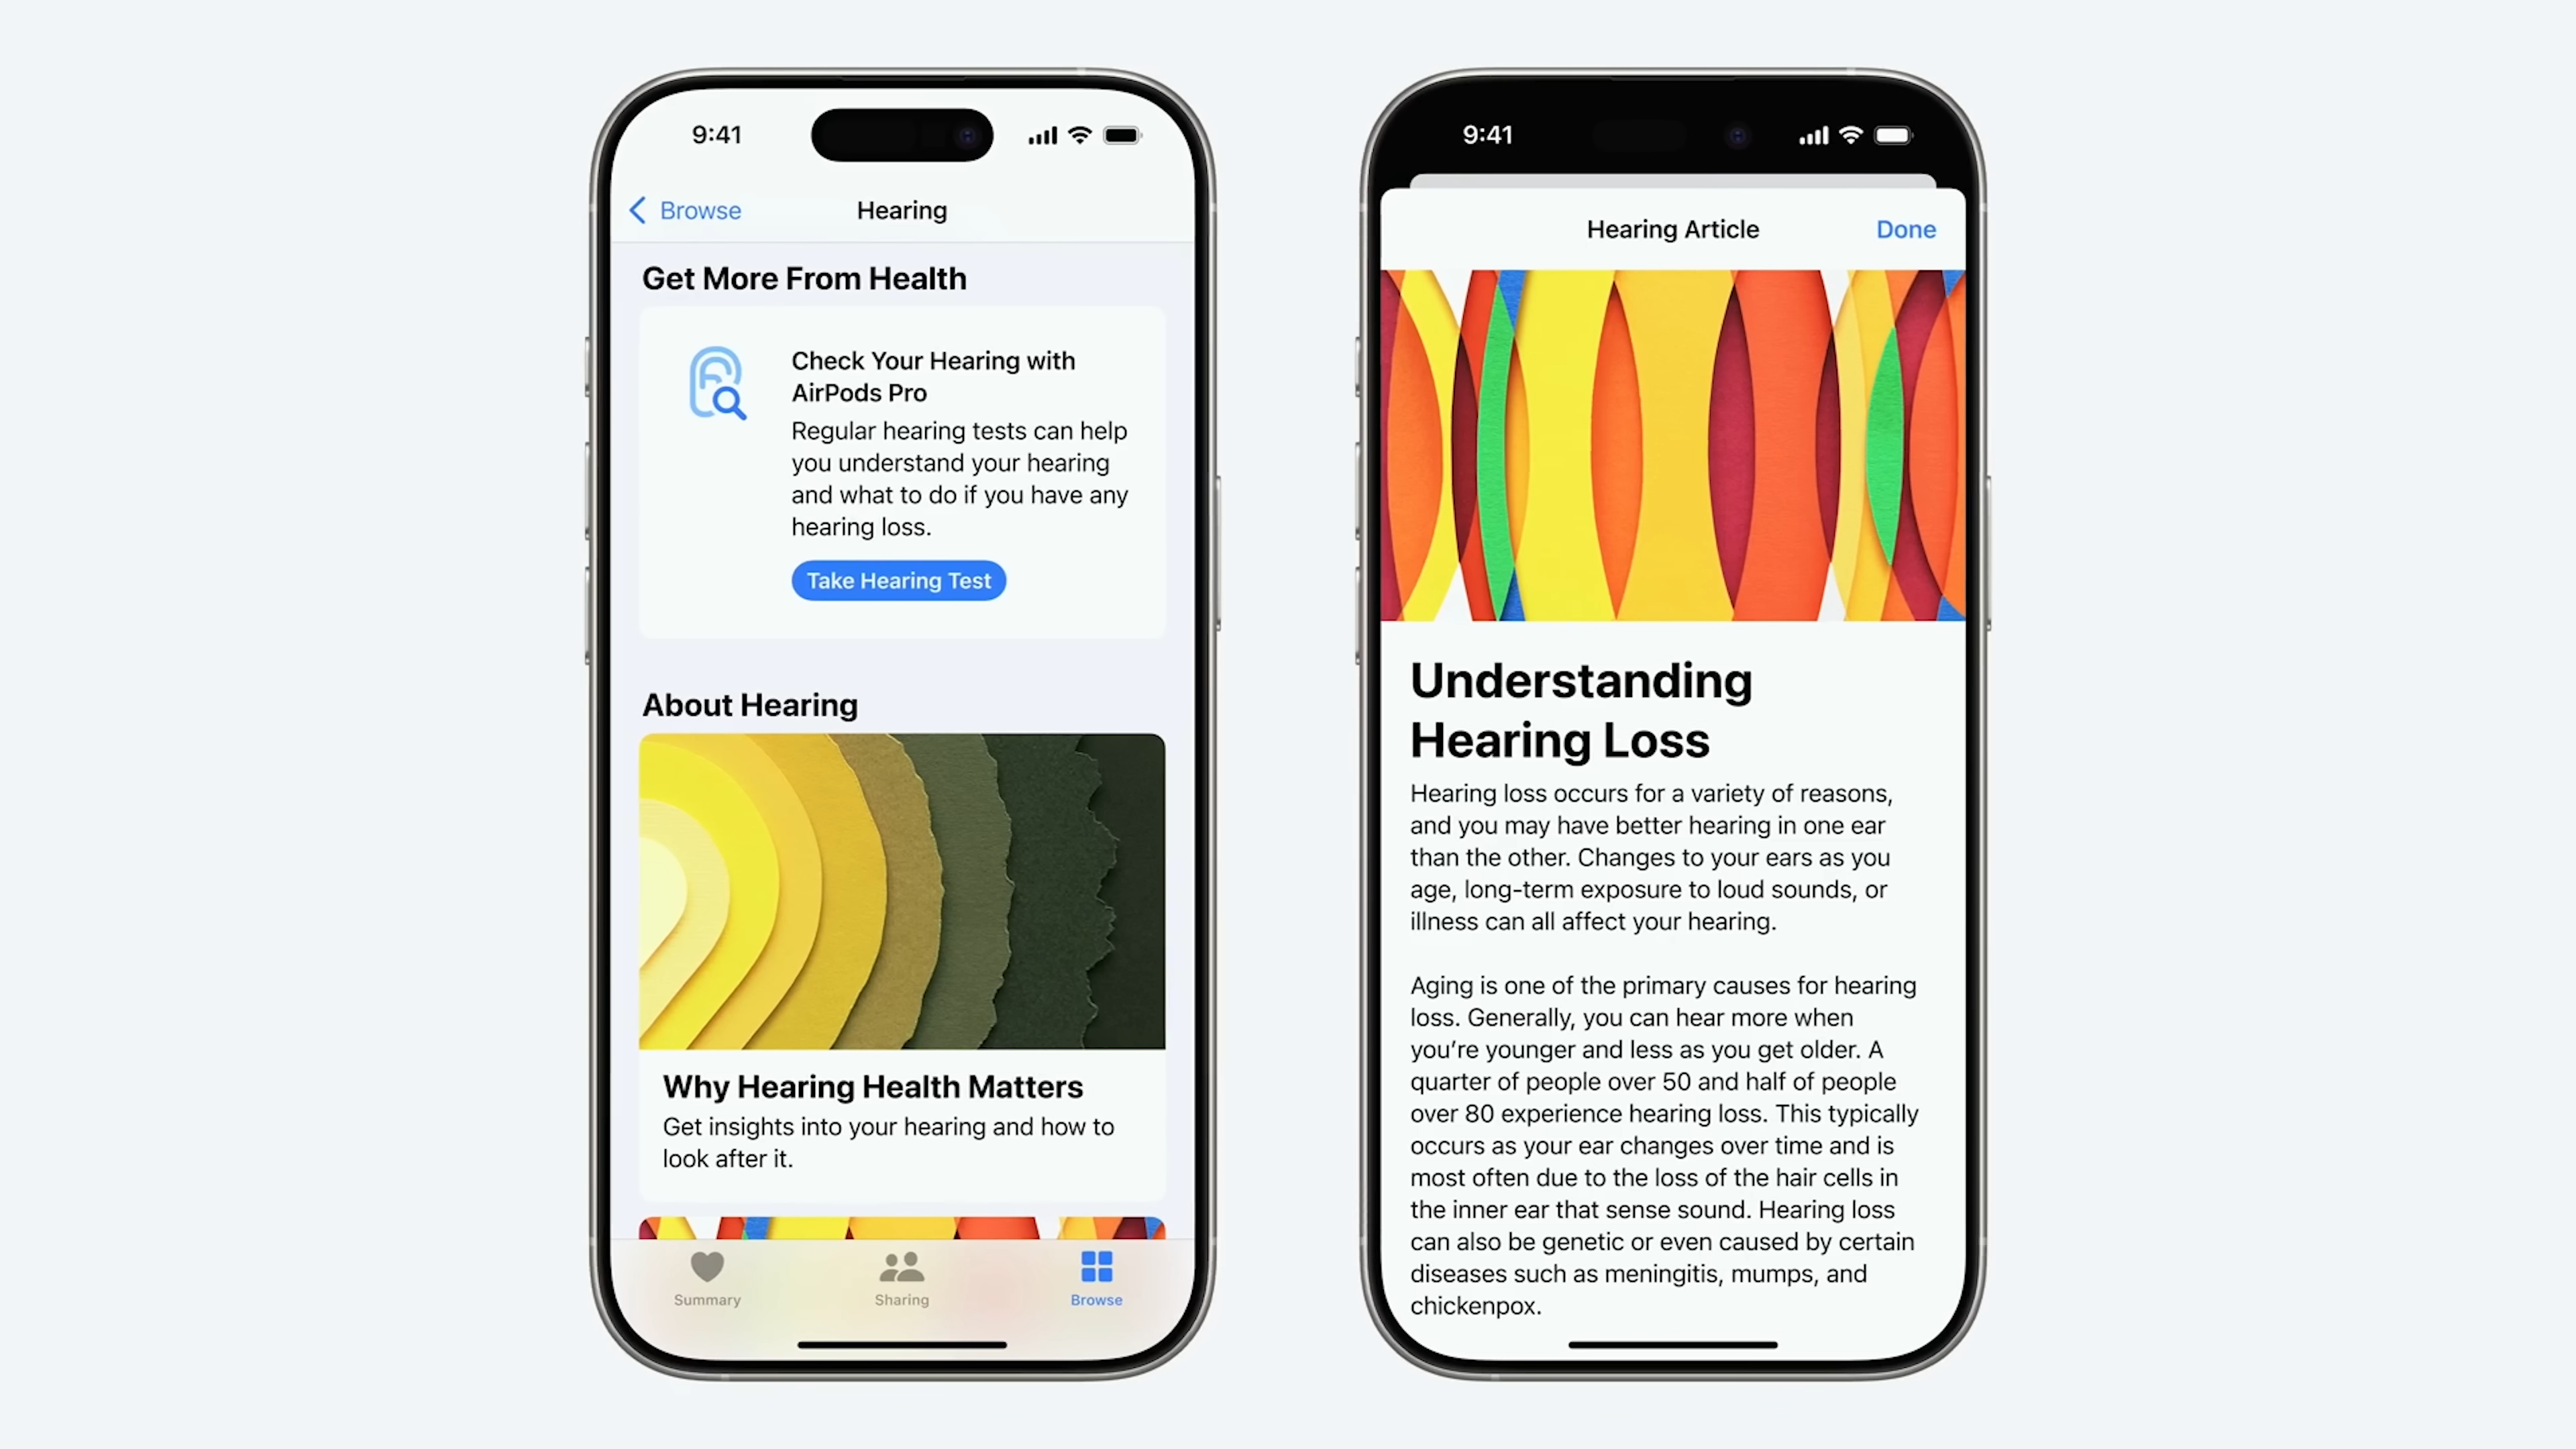 9:41
Browse
Hearing
Get More From Health
Check Your Hearing with
AirPods Pro
Regular hearing tests can help
you understand your hearing
and what to do if you have any
hearing loss.
Take Hearing Test
About Hearing
Why Hearing Health Matters
Get insights into your hearing and how to
look after it.
Summary
Sharing
Browse
9:41
Hearing Article
Done
Understanding
Hearing Loss
Hearing loss occurs for a variety of reasons,
and you may have better hearing in one ear
than the other. Changes to your ears as you
age, long-term exposure to loud sounds, or
illness can all affect your hearing.
Aging is one of the primary causes for hearing
loss. Generally, you can hear more when
you’re younger and less as you get older. A
quarter of people over 50 and half of people
over 80 experience hearing loss. This typically
occurs as your ear changes over time and is
most often due to the loss of the hair cells in
the inner ear that sense sound. Hearing loss
can also be genetic or even caused by certain
diseases such as meningitis, mumps, and
chickenpox.